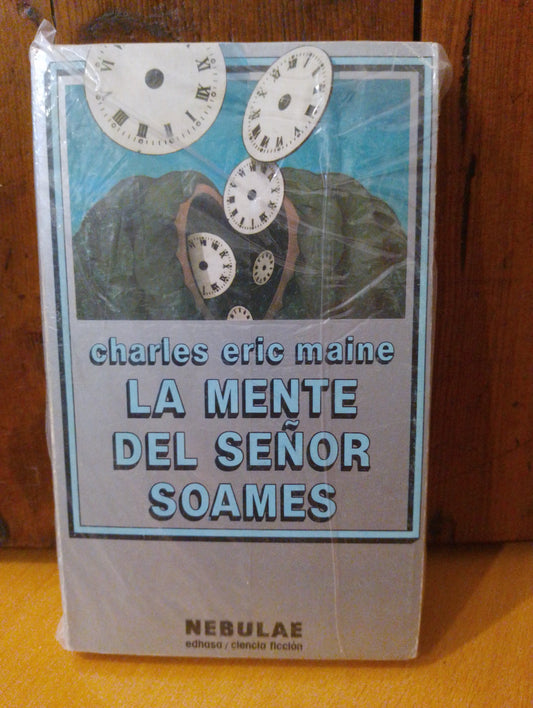 charles eric maine
LA MENTE
DEL SEÑOR
SOAMES
NEBULAE
edhasa / ciencia ficción